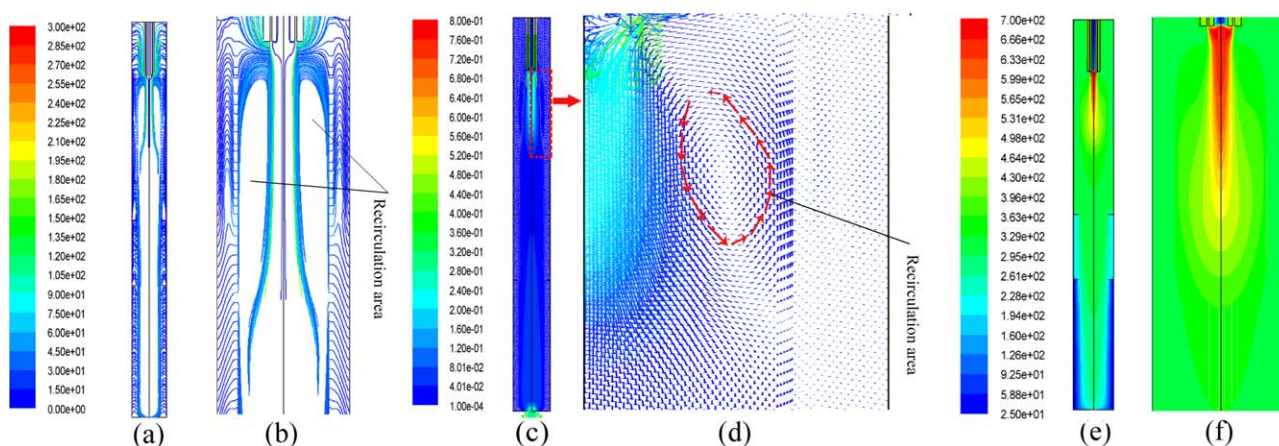 3.00e+02
2.85e+02
2.70e+02
2.55e+02
2.40e+02
2.25e+02
2.10e+02
1.95e+02
1.80e+02
1.65e+02
1.50e+02
1.35e+02
1.20e+02
1.05e+02
9.00e+01
7.50e+01
6.00e+01
4.50e+01
3.00e+01
1.50e+01
0.00e+00
(a)
(b)
Recirculation area
8.00e-01
7.60e-01
7.20e-01
6.80e-01
6.40e-01
6.00e-01
5.60e-01
5.20e-01
4.80e-01
4.40e-01
4.00e-01
3.60e-01
3.20e-01
2.80e-01
2.40e-01
2.00e-01
1.60e-01
1.20e-01
8.01e-02
4.01e-02
1.00e-04
(c)
(d)
Recirculation area
7.00e+02
6.66e+02
6.33e+02
5.99e+02
5.65e+02
5.31e+02
4.98e+02
4.64e+02
4.30e+02
3.96e+02
3.63e+02
3.29e+02
2.95e+02
2.61e+02
2.28e+02
1.94e+02
1.60e+02
1.26e+02
9.25e+01
5.88e+01
2.50e+01
(e)
(f)